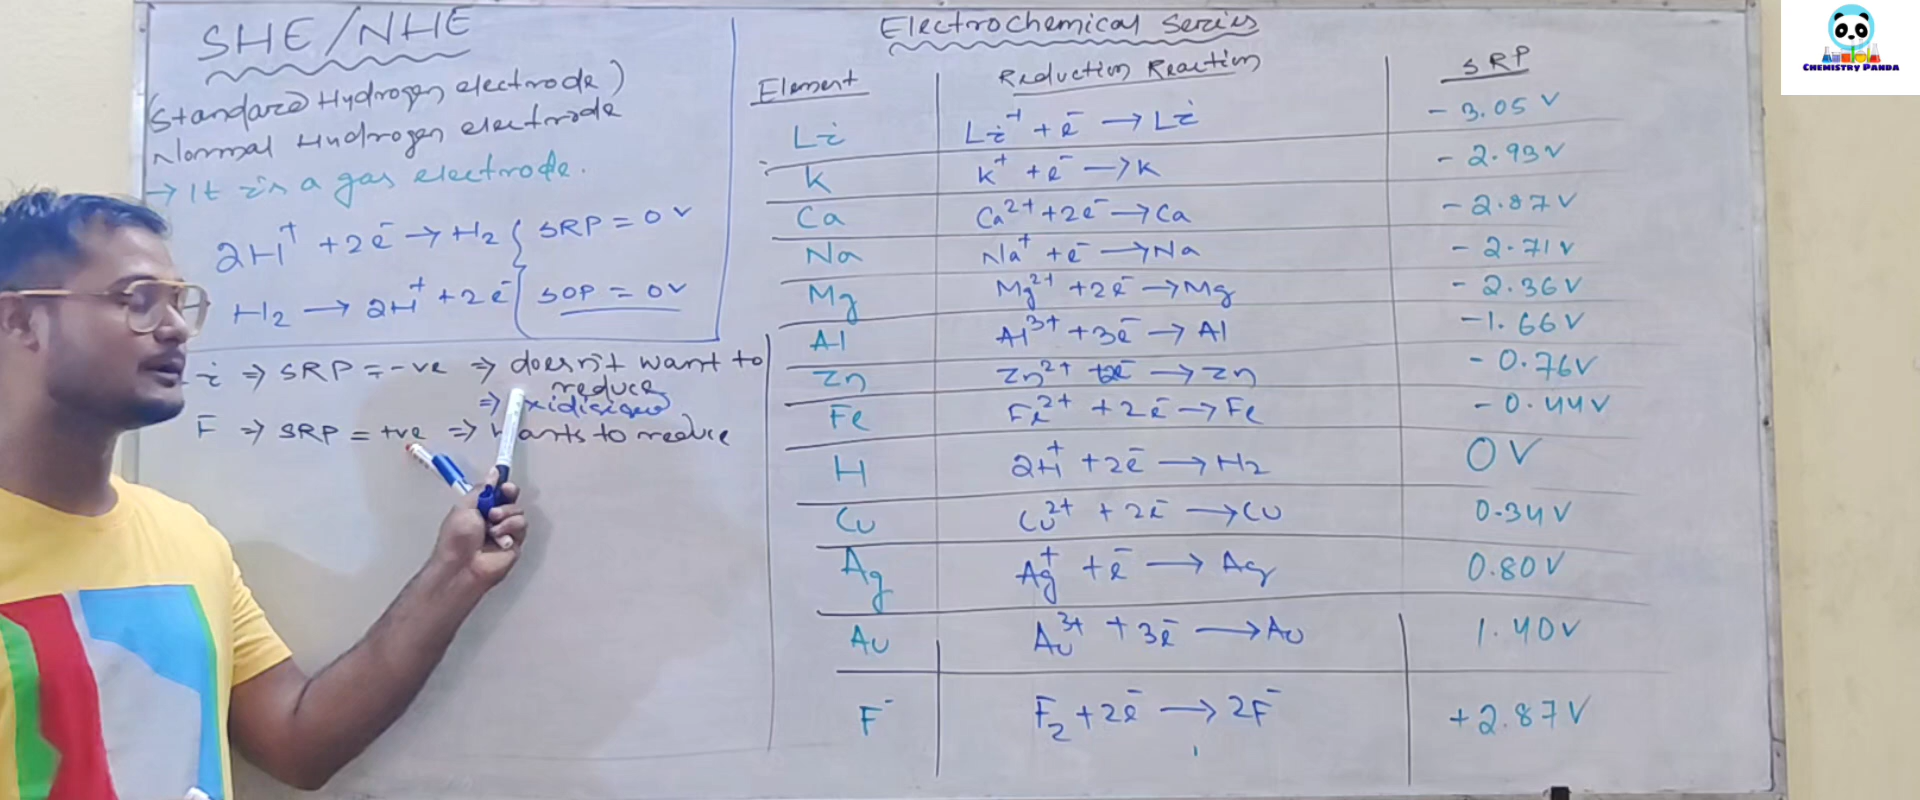 SHE/NHE
(Standard Hydrogen electrode)
Normal Hydrogen electrode
→ It is a gas electrode.
2H⁺ + 2e⁻ → H₂ { SRP = 0 V
H₂ → 2H⁺ + 2e⁻ { SOP = 0V
i ⇒ SRP = -ve ⇒ doesn't want to
reduce
⇒
F ⇒ SRP = +ve ⇒ wants to reduce
Electrochemical Series
Element Reduction Reaction SRP
Li Li⁺ + e⁻ → Li - 3.05 V
K K⁺ + e⁻ → K - 2.93V
Ca Ca²⁺ + 2e⁻ → Ca - 2.87V
Na Na⁺ + e⁻ → Na - 2.71V
Mg Mg²⁺ + 2e⁻ → Mg - 2.36V
Al Al³⁺ + 3e⁻ → Al -1.66V
Zn Zn²⁺ +2e⁻ → Zn - 0.76V
Fe Fe²⁺ + 2e⁻ → Fe - 0.44V
H 2H⁺ + 2e⁻ → H₂ 0V
Cu Cu²⁺ + 2e⁻ → Cu 0.34V
Ag Ag⁺ + e⁻ → Ag 0.80V
Au Au³⁺ + 3e⁻ → Au 1.40V
F⁻ F₂ + 2e⁻ → 2F⁻ +2.87V
CHEMISTRY PANDA